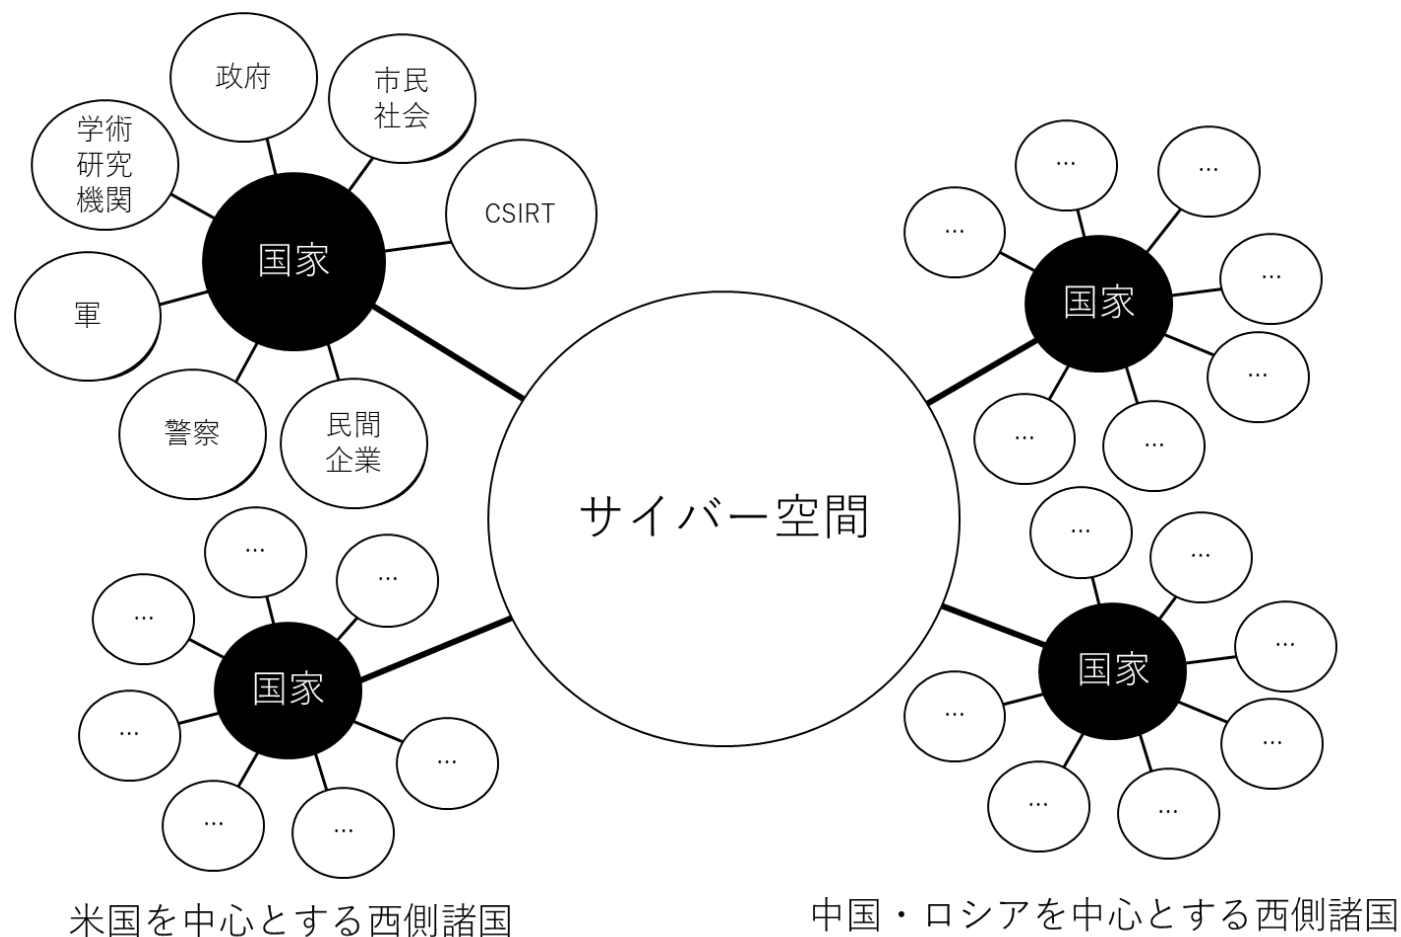 政府
市民
社会
学術
研究
機関
CSIRT
国家
軍
警察
民間
企業
…
…
…
…
国家
…
…
…
…
サイバー空間
…
…
…
国家
…
…
…
…
…
…
国家
…
…
…
…
…
米国を中心とする西側諸国
中国・ロシアを中心とする西側諸国